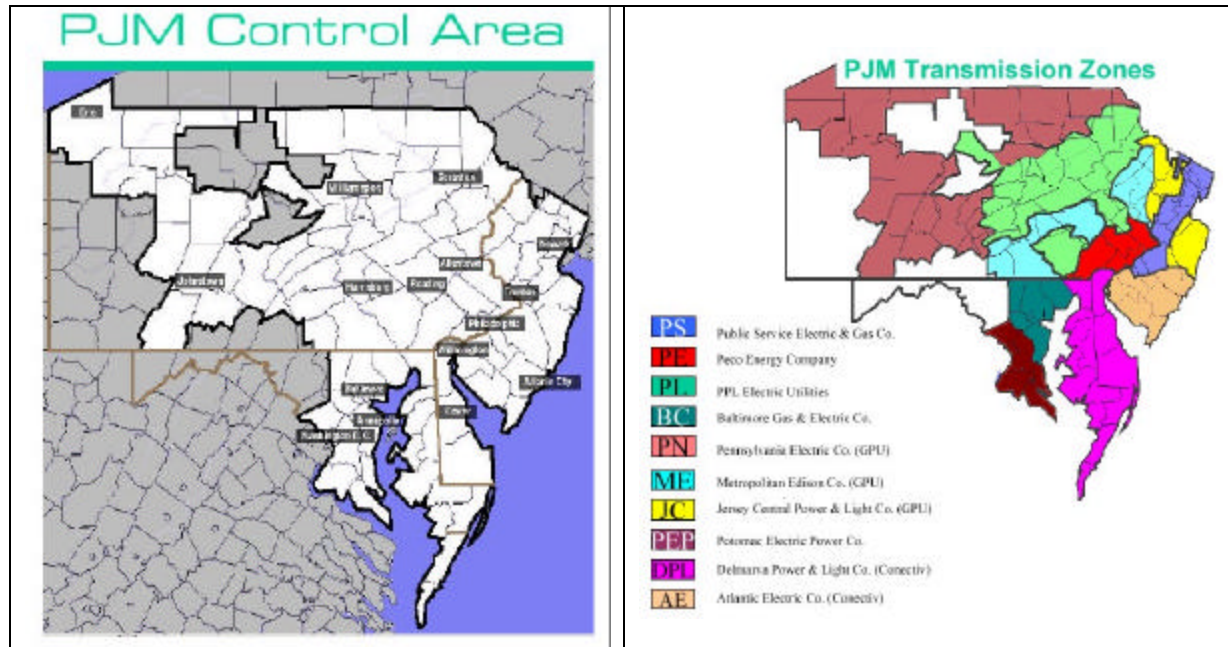 PJM Control Area
Erie
Williamsport
Scranton
Newark
Allentown
Johnstown
Harrisburg
Reading
Trenton
Philadelphia
Wilmington
Atlantic City
Baltimore
Dover
Annapolis
Washington D.C.
PJM Transmission Zones
PS Public Service Electric & Gas Co.
PE Peco Energy Company
PL PPL Electric Utilities
BC Baltimore Gas & Electric Co.
PN Pennsylvania Electric Co. (GPU)
ME Metropolitan Edison Co. (GPU)
JC Jersey Central Power & Light Co. (GPU)
PEP Potomac Electric Power Co.
DPL Delmarva Power & Light Co. (Conectiv)
AE Atlantic Electric Co. (Conectiv)